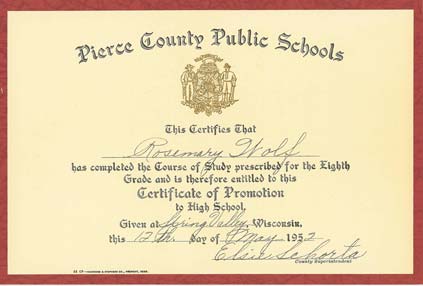 Pierce County Public Schools
This Certifies That
Rosemary Wolf
has completed the Course of Study prescribed for the Eighth
Grade and is therefore entitled to this
Certificate of Promotion
to High School,
Given at Spring Valley, Wisconsin,
this 12th day of May 1952
Elsie Schorta
County Superintendent